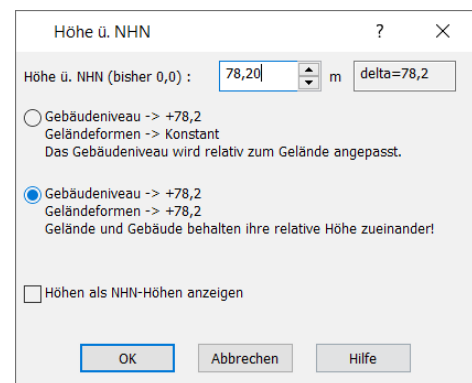 Höhe ü. NHN ?
Höhe ü. NHN (bisher 0,0) : 78,20 m delta=78,2
Gebäudeniveau -> +78,2
Geländeformen -> Konstant
Das Gebäudeniveau wird relativ zum Gelände angepasst.
Gebäudeniveau -> +78,2
Geländeformen -> +78,2
Gelände und Gebäude behalten ihre relative Höhe zueinander!
Höhen als NHN-Höhen anzeigen
OK Abbrechen Hilfe